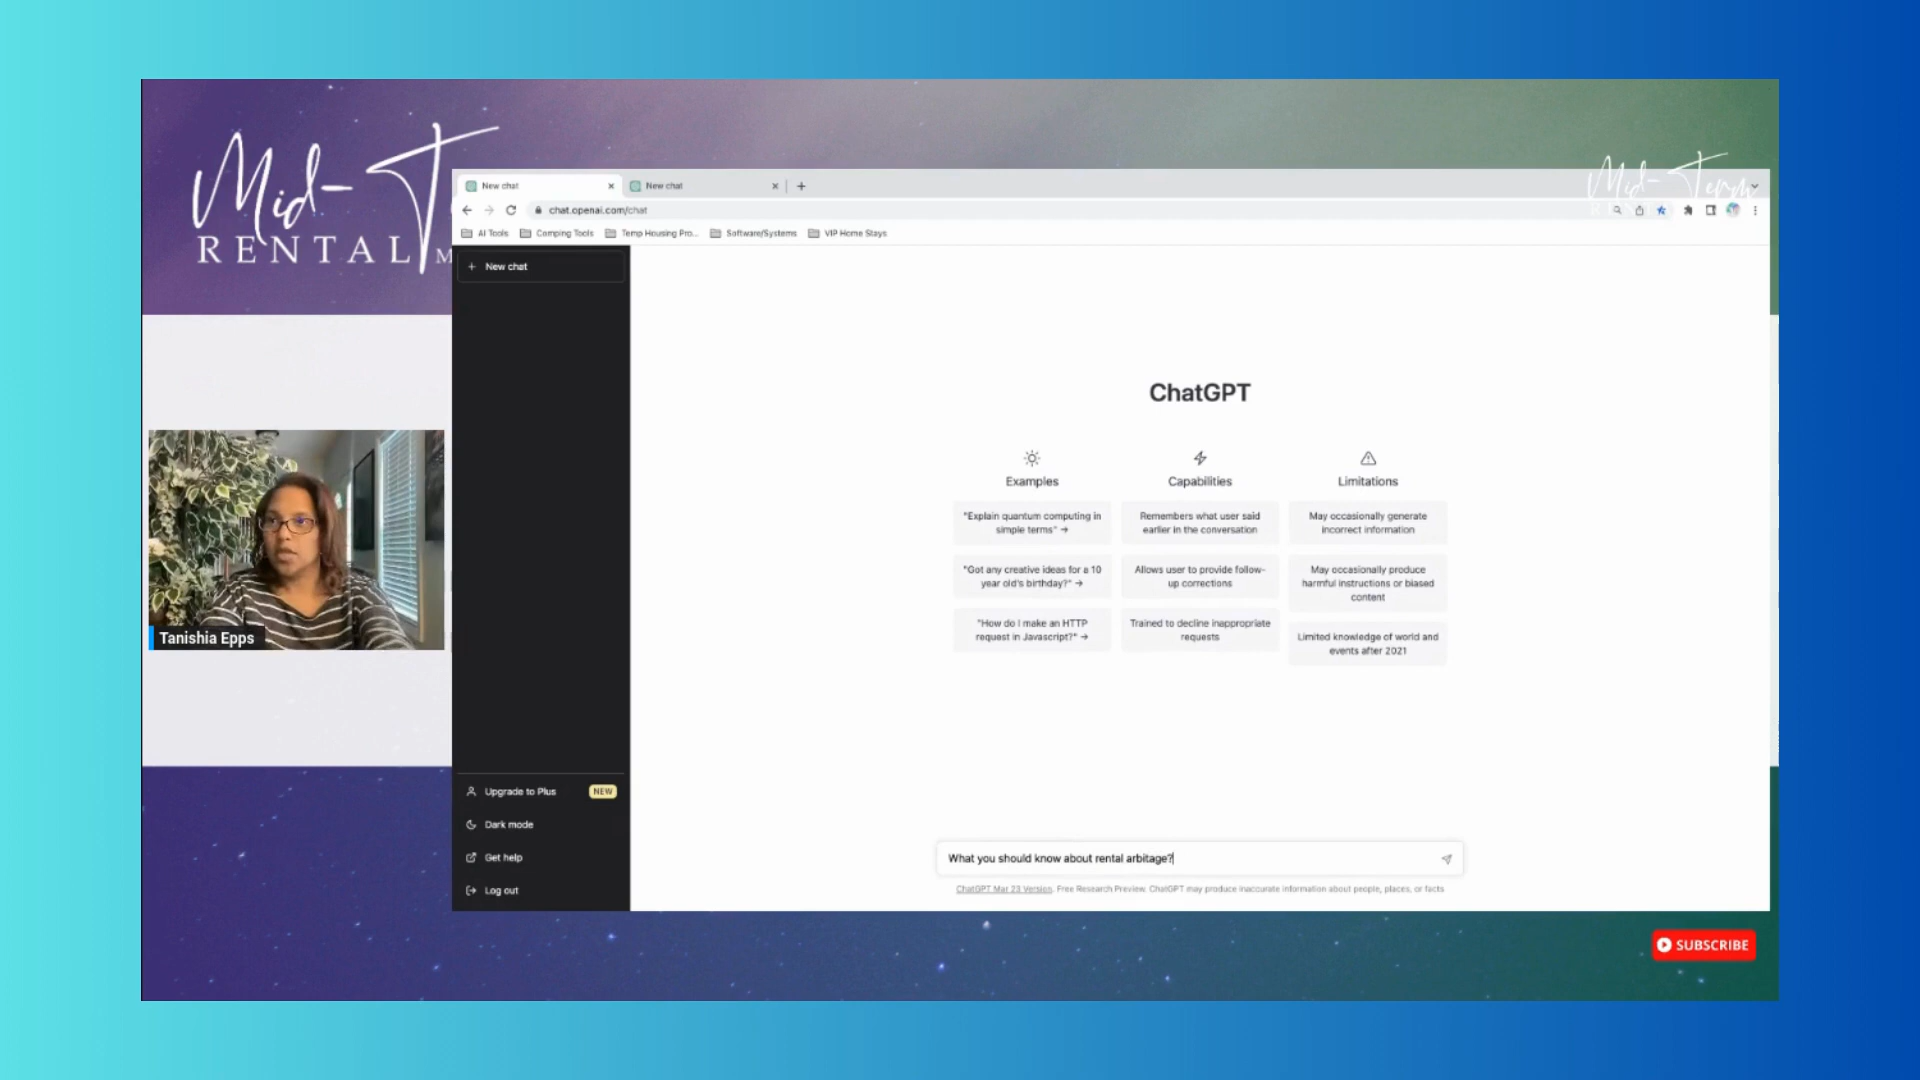 Mid-T
RENTAL M
Mid-Term
New chat
New chat
chat.openai.com/chat
AI Tools
Comping Tools
Temp Housing Pro...
Software/Systems
VIP Home Stays
New chat
ChatGPT
Examples
Capabilities
Limitations
"Explain quantum computing in
simple terms" →
Remembers what user said
earlier in the conversation
May occasionally generate
incorrect information
"Got any creative ideas for a 10
year old's birthday?" →
Allows user to provide follow-
up corrections
May occasionally produce
harmful instructions or biased
content
"How do I make an HTTP
request in Javascript?" →
Trained to decline inappropriate
requests
Limited knowledge of world and
events after 2021
Tanishia Epps
Upgrade to Plus NEW
Dark mode
Get help
Log out
What you should know about rental arbitage?
ChatGPT Mar 23 Version. Free Research Preview. ChatGPT may produce inaccurate information about people, places, or facts
SUBSCRIBE